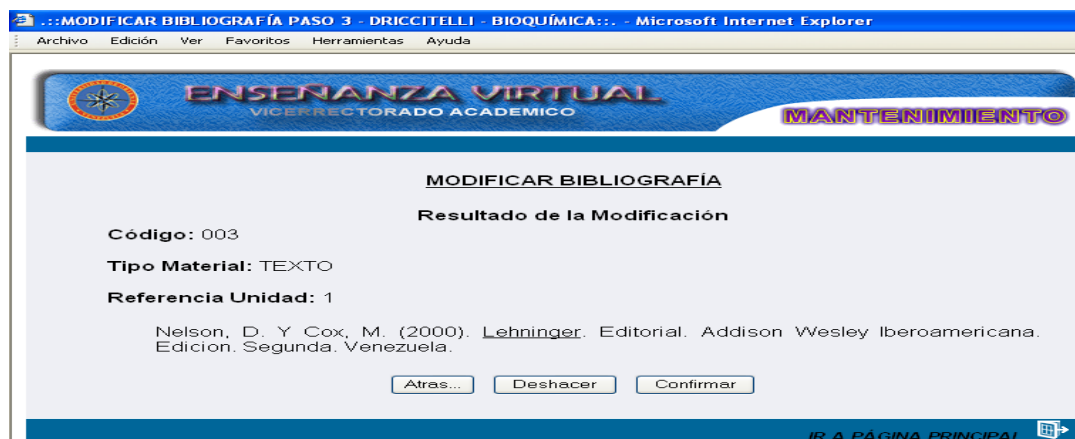 .::MODIFICAR BIBLIOGRAFÍA PASO 3 - DRICCITELLI - BIOQUÍMICA::. - Microsoft Internet Explorer
Archivo Edición Ver Favoritos Herramientas Ayuda
ENSEÑANZA VIRTUAL
VICERRECTORADO ACADEMICO
MANTENIMIENTO
MODIFICAR BIBLIOGRAFÍA
Resultado de la Modificación
Código: 003
Tipo Material: TEXTO
Referencia Unidad: 1
Nelson, D. Y Cox, M. (2000). Lehninger. Editorial. Addison Wesley Iberoamericana.
Edicion. Segunda. Venezuela.
Atras... Deshacer Confirmar
IR A PÁGINA PRINCIPAL